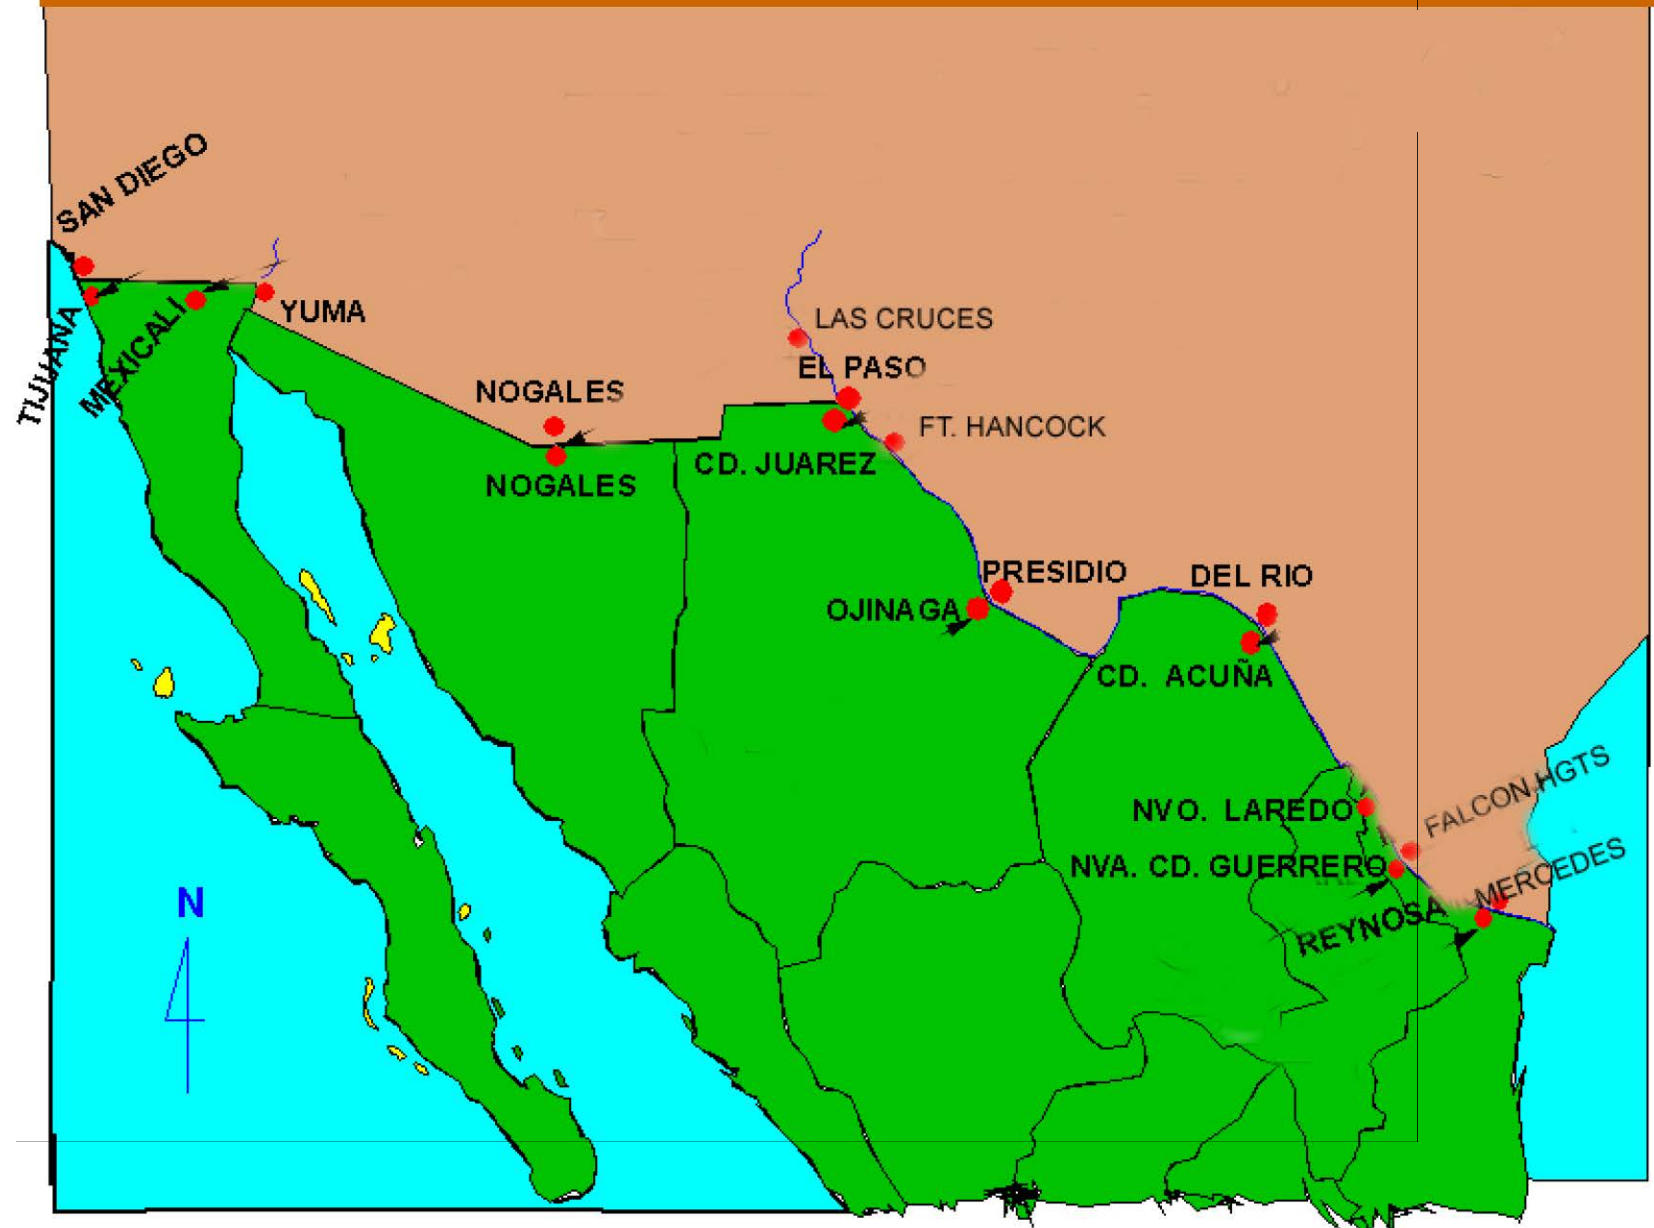 SAN DIEGO
TIJUANA
MEXICALI
YUMA
LAS CRUCES
EL PASO
NOGALES
FT. HANCOCK
CD. JUAREZ
NOGALES
PRESIDIO
DEL RIO
OJINAGA
CD. ACUÑA
FALCON HGTS
NVO. LAREDO
NVA. CD. GUERRERO
MERCEDES
REYNOSA
N